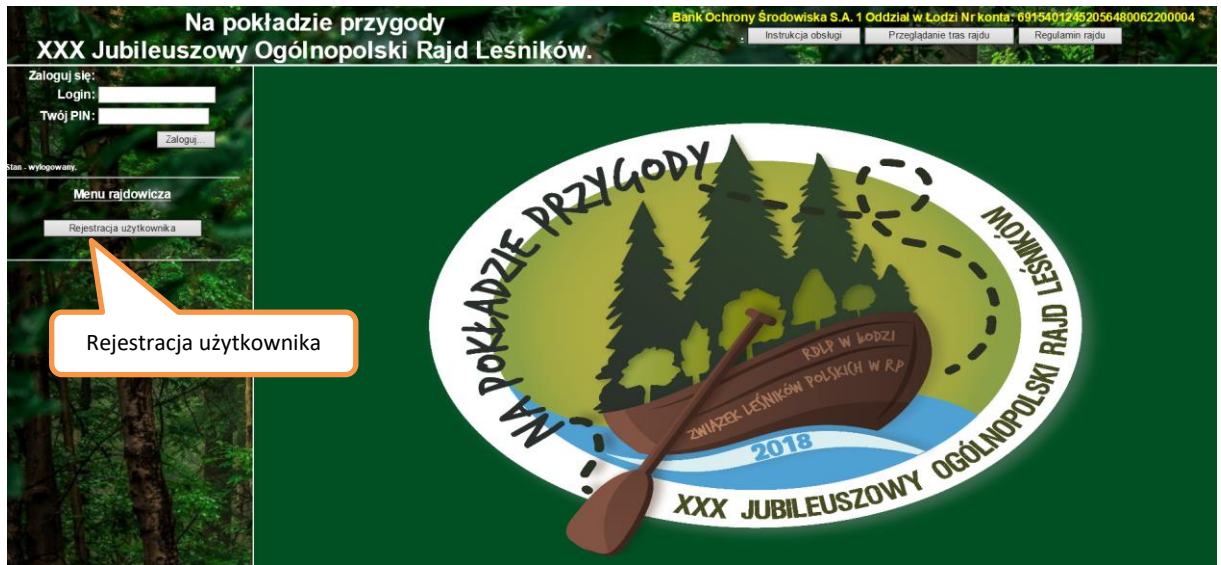 Na pokładzie przygody
XXX Jubileuszowy Ogólnopolski Rajd Leśników.
Bank Ochrony Środowiska S.A. 1 Oddzial w Łodzi Nr konta: 69154012452056480062200004
Instrukcja obsługi
Przeglądanie tras rajdu
Regulamin rajdu
Zaloguj się:
Login:
Twój PIN:
Zaloguj...
Stan - wylogowany.
Menu rajdowicza
Rejestracja użytkownika
Rejestracja użytkownika
NA POKŁADZIE PRZYGODY
RDLP W ŁODZI
ZWIĄZEK LEŚNIKÓW POLSKICH W RP
2018
XXX JUBILEUSZOWY OGÓLNOPOLSKI RAJD LEŚNIKÓW